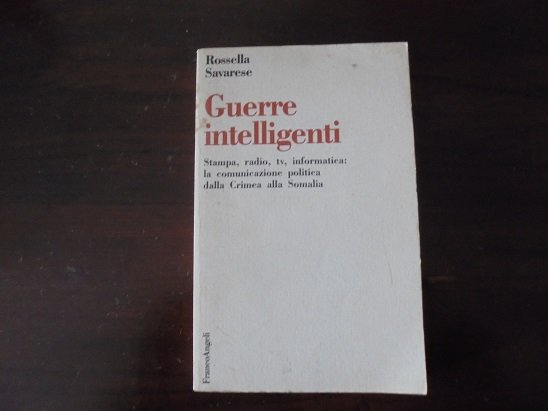 Rossella
Savarese
Guerre
intelligenti
Stampa, radio, tv, informatica:
la comunicazione politica
dalla Crimea alla Somalia
FrancoAngeli